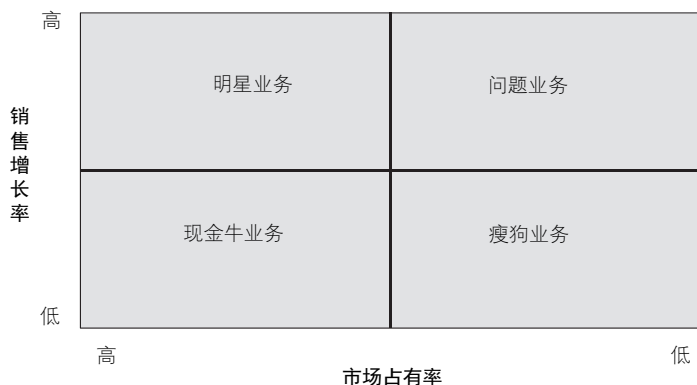 高
明星业务
问题业务
销售增长率
现金牛业务
瘦狗业务
低
高
低
市场占有率